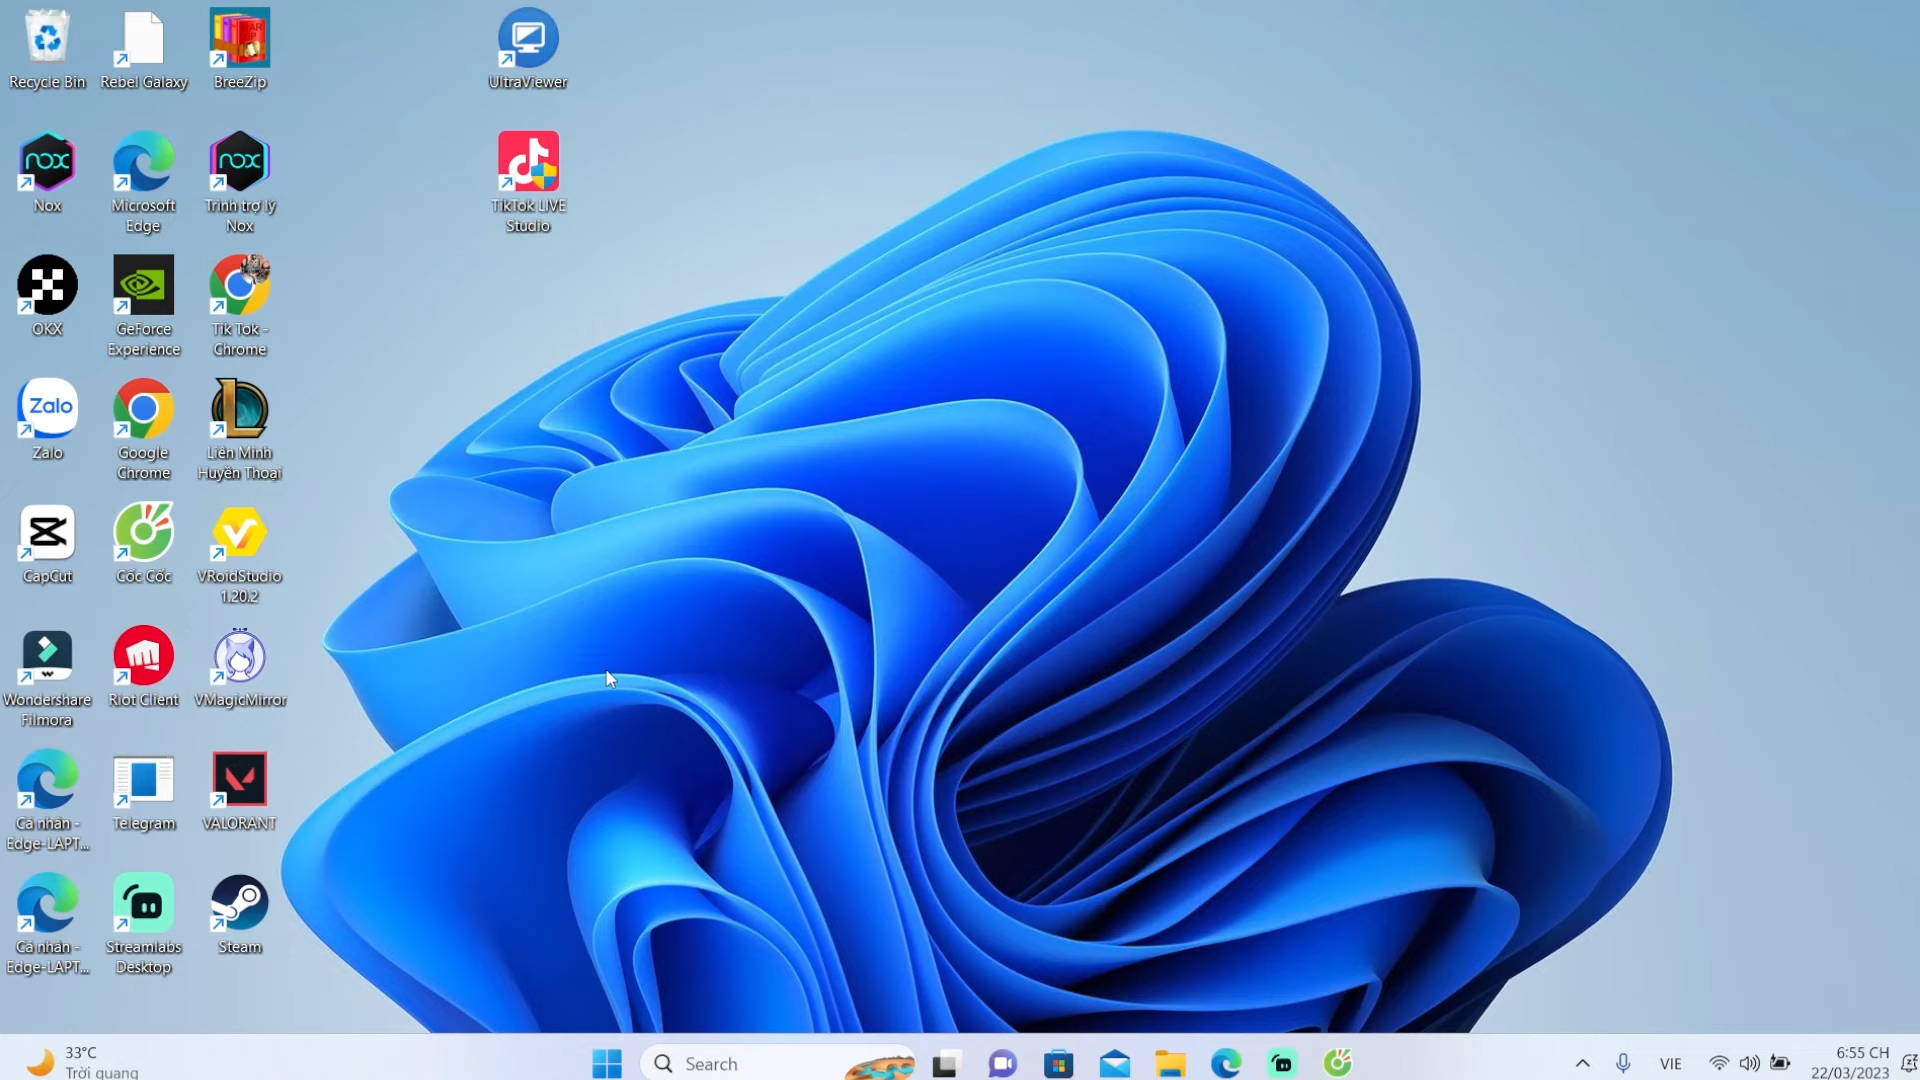 Recycle Bin
Rebel Galaxy
BreeZip
UltraViewer
nox
Nox
Microsoft
Edge
nox
Trình trợ lý
Nox
TikTok LIVE
Studio
OKX
GeForce
Experience
Tik Tok -
Chrome
Zalo
Zalo
Google
Chrome
Liên Minh
Huyền Thoại
CapCut
Cốc Cốc
VRoidStudio
1.20.2
Wondershare
Filmora
Riot Client
VMagicMirror
Cá nhân -
Edge-LAPT...
Telegram
VALORANT
Cá nhân -
Edge-LAPT...
Streamlabs
Desktop
Steam
33°C
Trời quang
Search
VIE
6:55 CH
22/03/2023